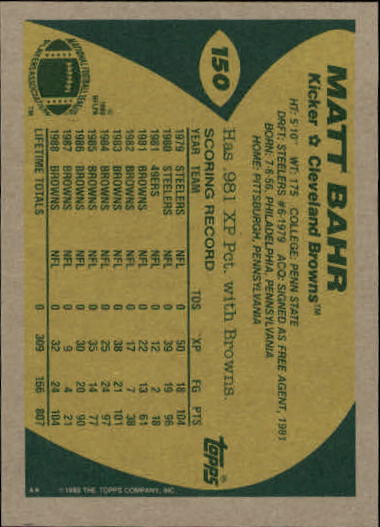 150
MATT BAHR
Kicker ☆ Cleveland Browns™
HT: 5'10" WT: 175 COLLEGE: PENN STATE
DRFT: STEELERS #6-1979 ACQ: SIGNED AS FREE AGENT, 1981
BORN: 7-6-56, PHILADELPHIA, PENNSYLVANIA
HOME: PITTSBURGH, PENNSYLVANIA
Has .981 XP Pct. with Browns.
SCORING RECORD
topps
YEAR TEAM TDS XP FG PTS
1979 STEELERS NFL 0 50 18 104
1980 STEELERS NFL 0 39 19 96
1981 49ERS NFL 0 12 2 18
1981 BROWNS NFL 0 22 13 61
1982 BROWNS NFL 0 17 7 38
1983 BROWNS NFL 0 38 21 101
1984 BROWNS NFL 0 25 24 97
1985 BROWNS NFL 0 35 14 77
1986 BROWNS NFL 0 30 20 90
1987 BROWNS NFL 0 9 4 21
1988 BROWNS NFL 0 32 24 104
LIFETIME TOTALS 0 309 166 807
NATIONAL FOOTBALL LEAGUE
PLAYERS ASSOCIATION
© 1989 THE TOPPS COMPANY, INC.